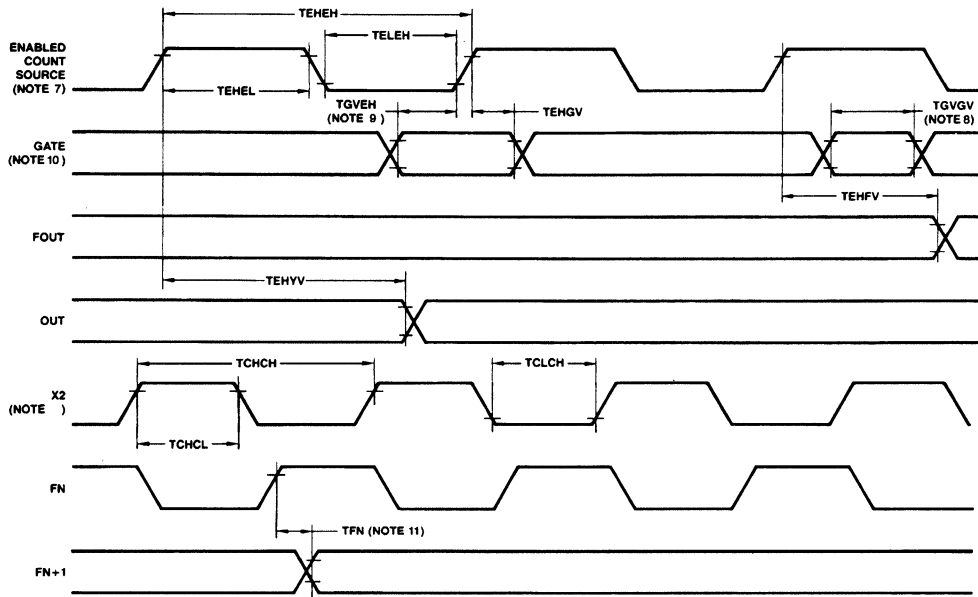 TEHEH
ENABLED
COUNT
SOURCE
(NOTE 7)
TELEH
TEHEL
TGVEH
(NOTE 9 )
TEHGV
TGVGV
(NOTE 8)
GATE
(NOTE 10)
TEHFV
FOUT
TEHYV
OUT
TCHCH
TCLCH
X2
(NOTE )
TCHCL
FN
TFN (NOTE 11)
FN+1